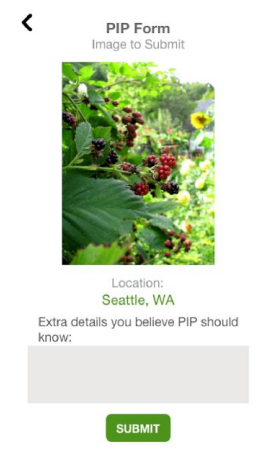 PIP Form
Image to Submit
Location:
Seattle, WA
Extra details you believe PIP should
know:
SUBMIT